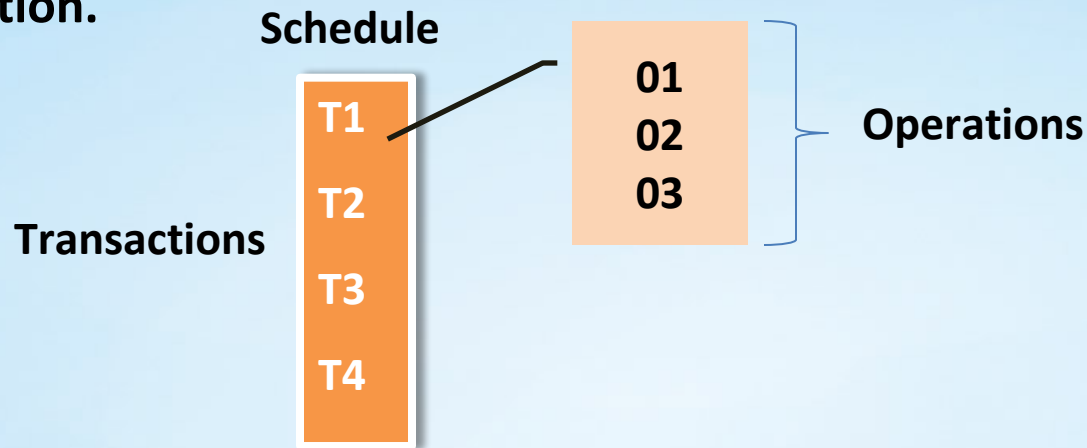 tion.
Schedule
T1
T2
T3
T4
Transactions
01
02
03
Operations